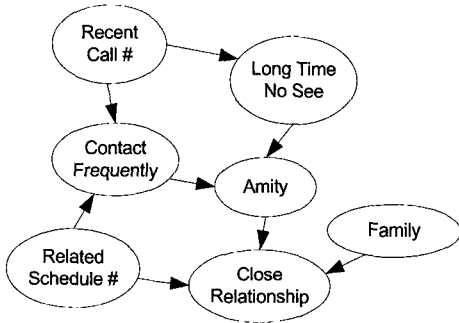 Recent
Call #
Long Time
No See
Contact
Frequently
Amity
Family
Related
Schedule #
Close
Relationship